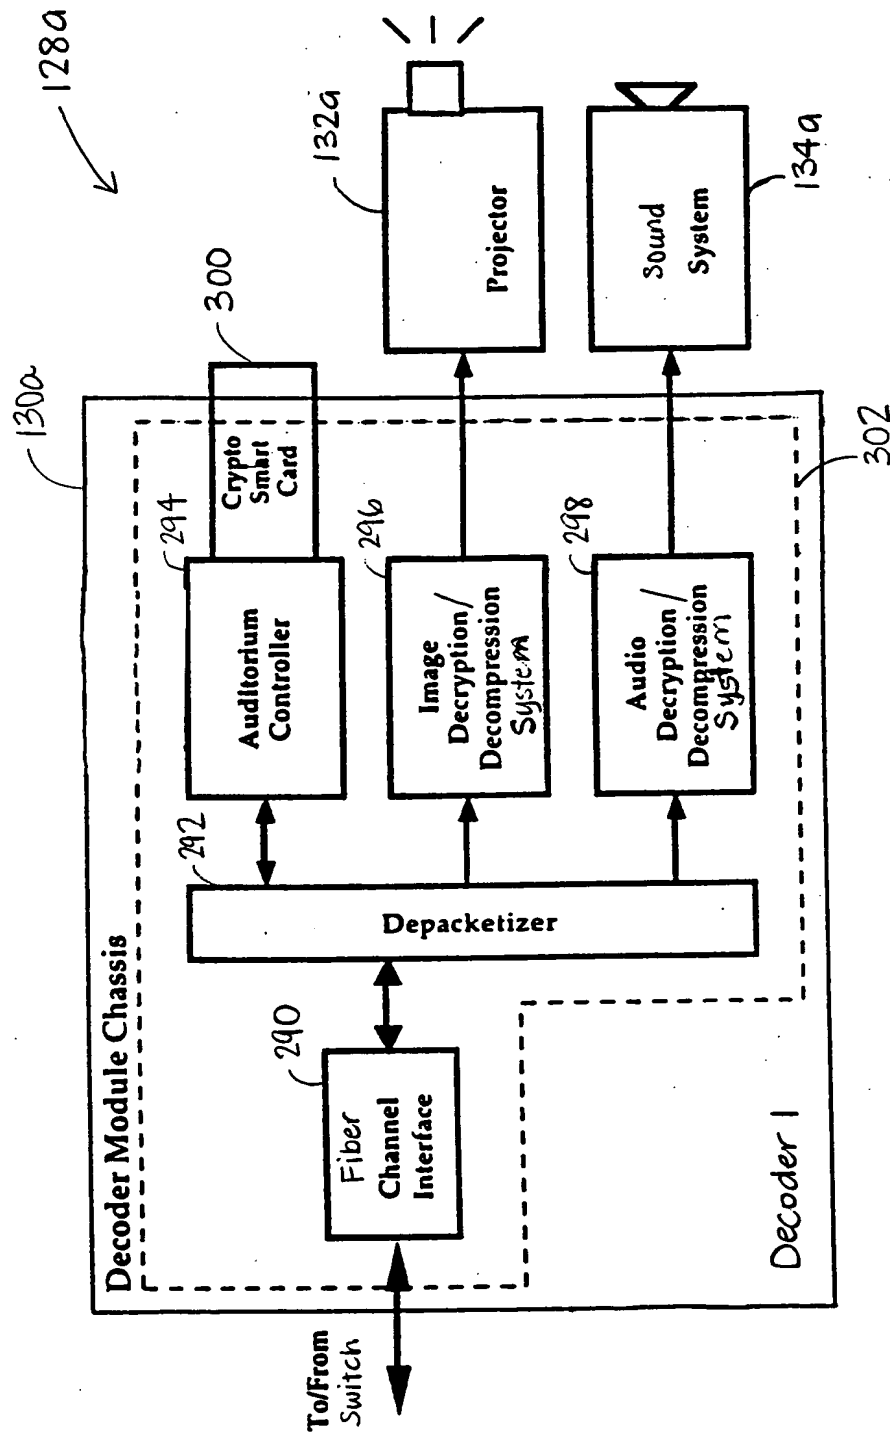 128a
130a
Decoder Module Chassis
To/From
Switch
290
Fiber
Channel
Interface
292
Depacketizer
294
Auditorium
Controller
300
Crypto
Smart
Card
296
Image
Decryption/
Decompression
System
298
Audio
Decryption/
Decompression
System
132a
Projector
134a
Sound
System
302
Decoder 1